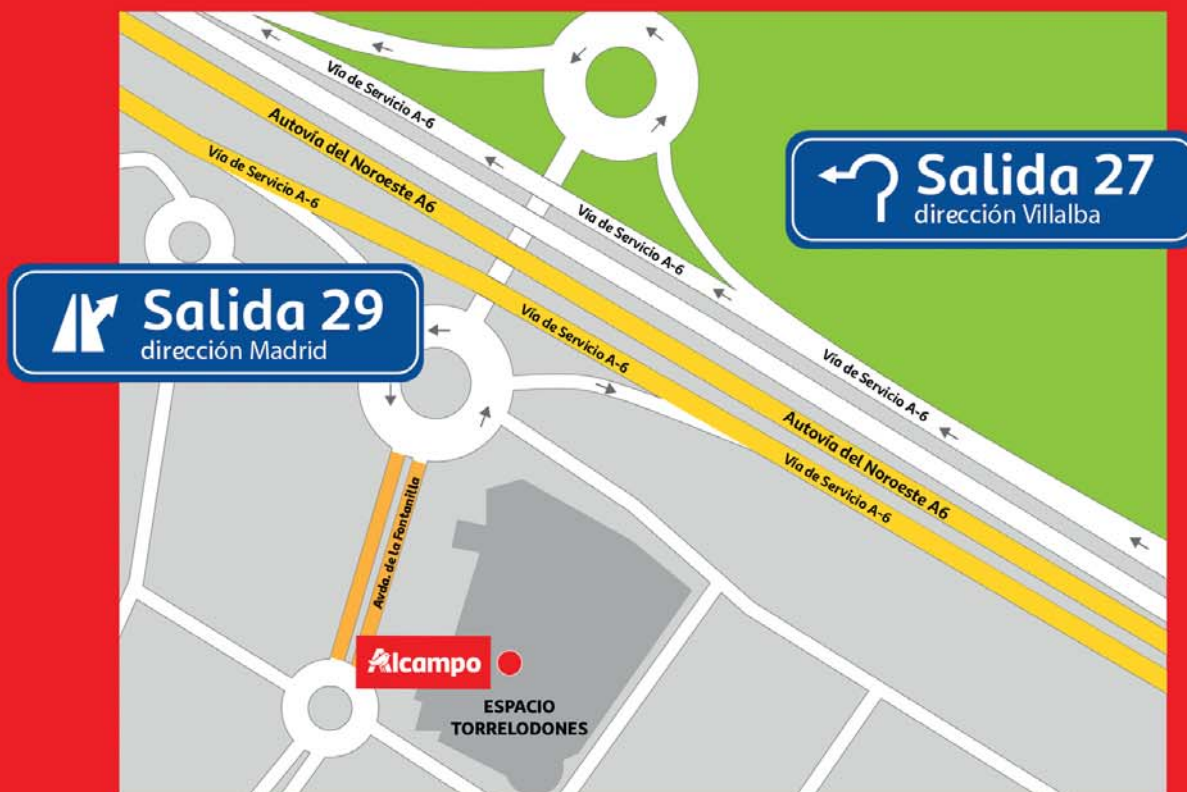 Vía de Servicio A-6
Autovía del Noroeste A6
Vía de Servicio A-6
Salida 27
dirección Villalba
Vía de Servicio A-6
Salida 29
dirección Madrid
Vía de Servicio A-6
Vía de Servicio A-6
Autovía del Noroeste A6
Vía de Servicio A-6
Avda. de la Fontanilla
Alcampo
ESPACIO
TORRELODONES